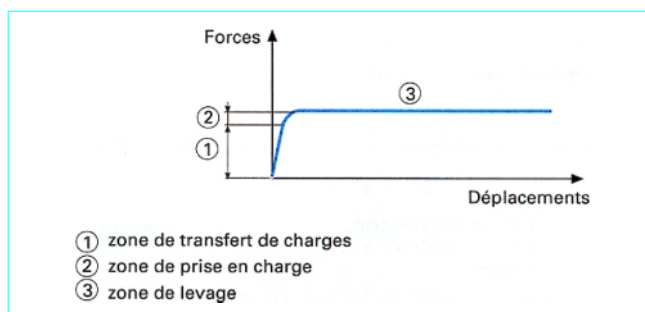 Forces
③
②
①
Déplacements
① zone de transfert de charges
② zone de prise en charge
③ zone de levage